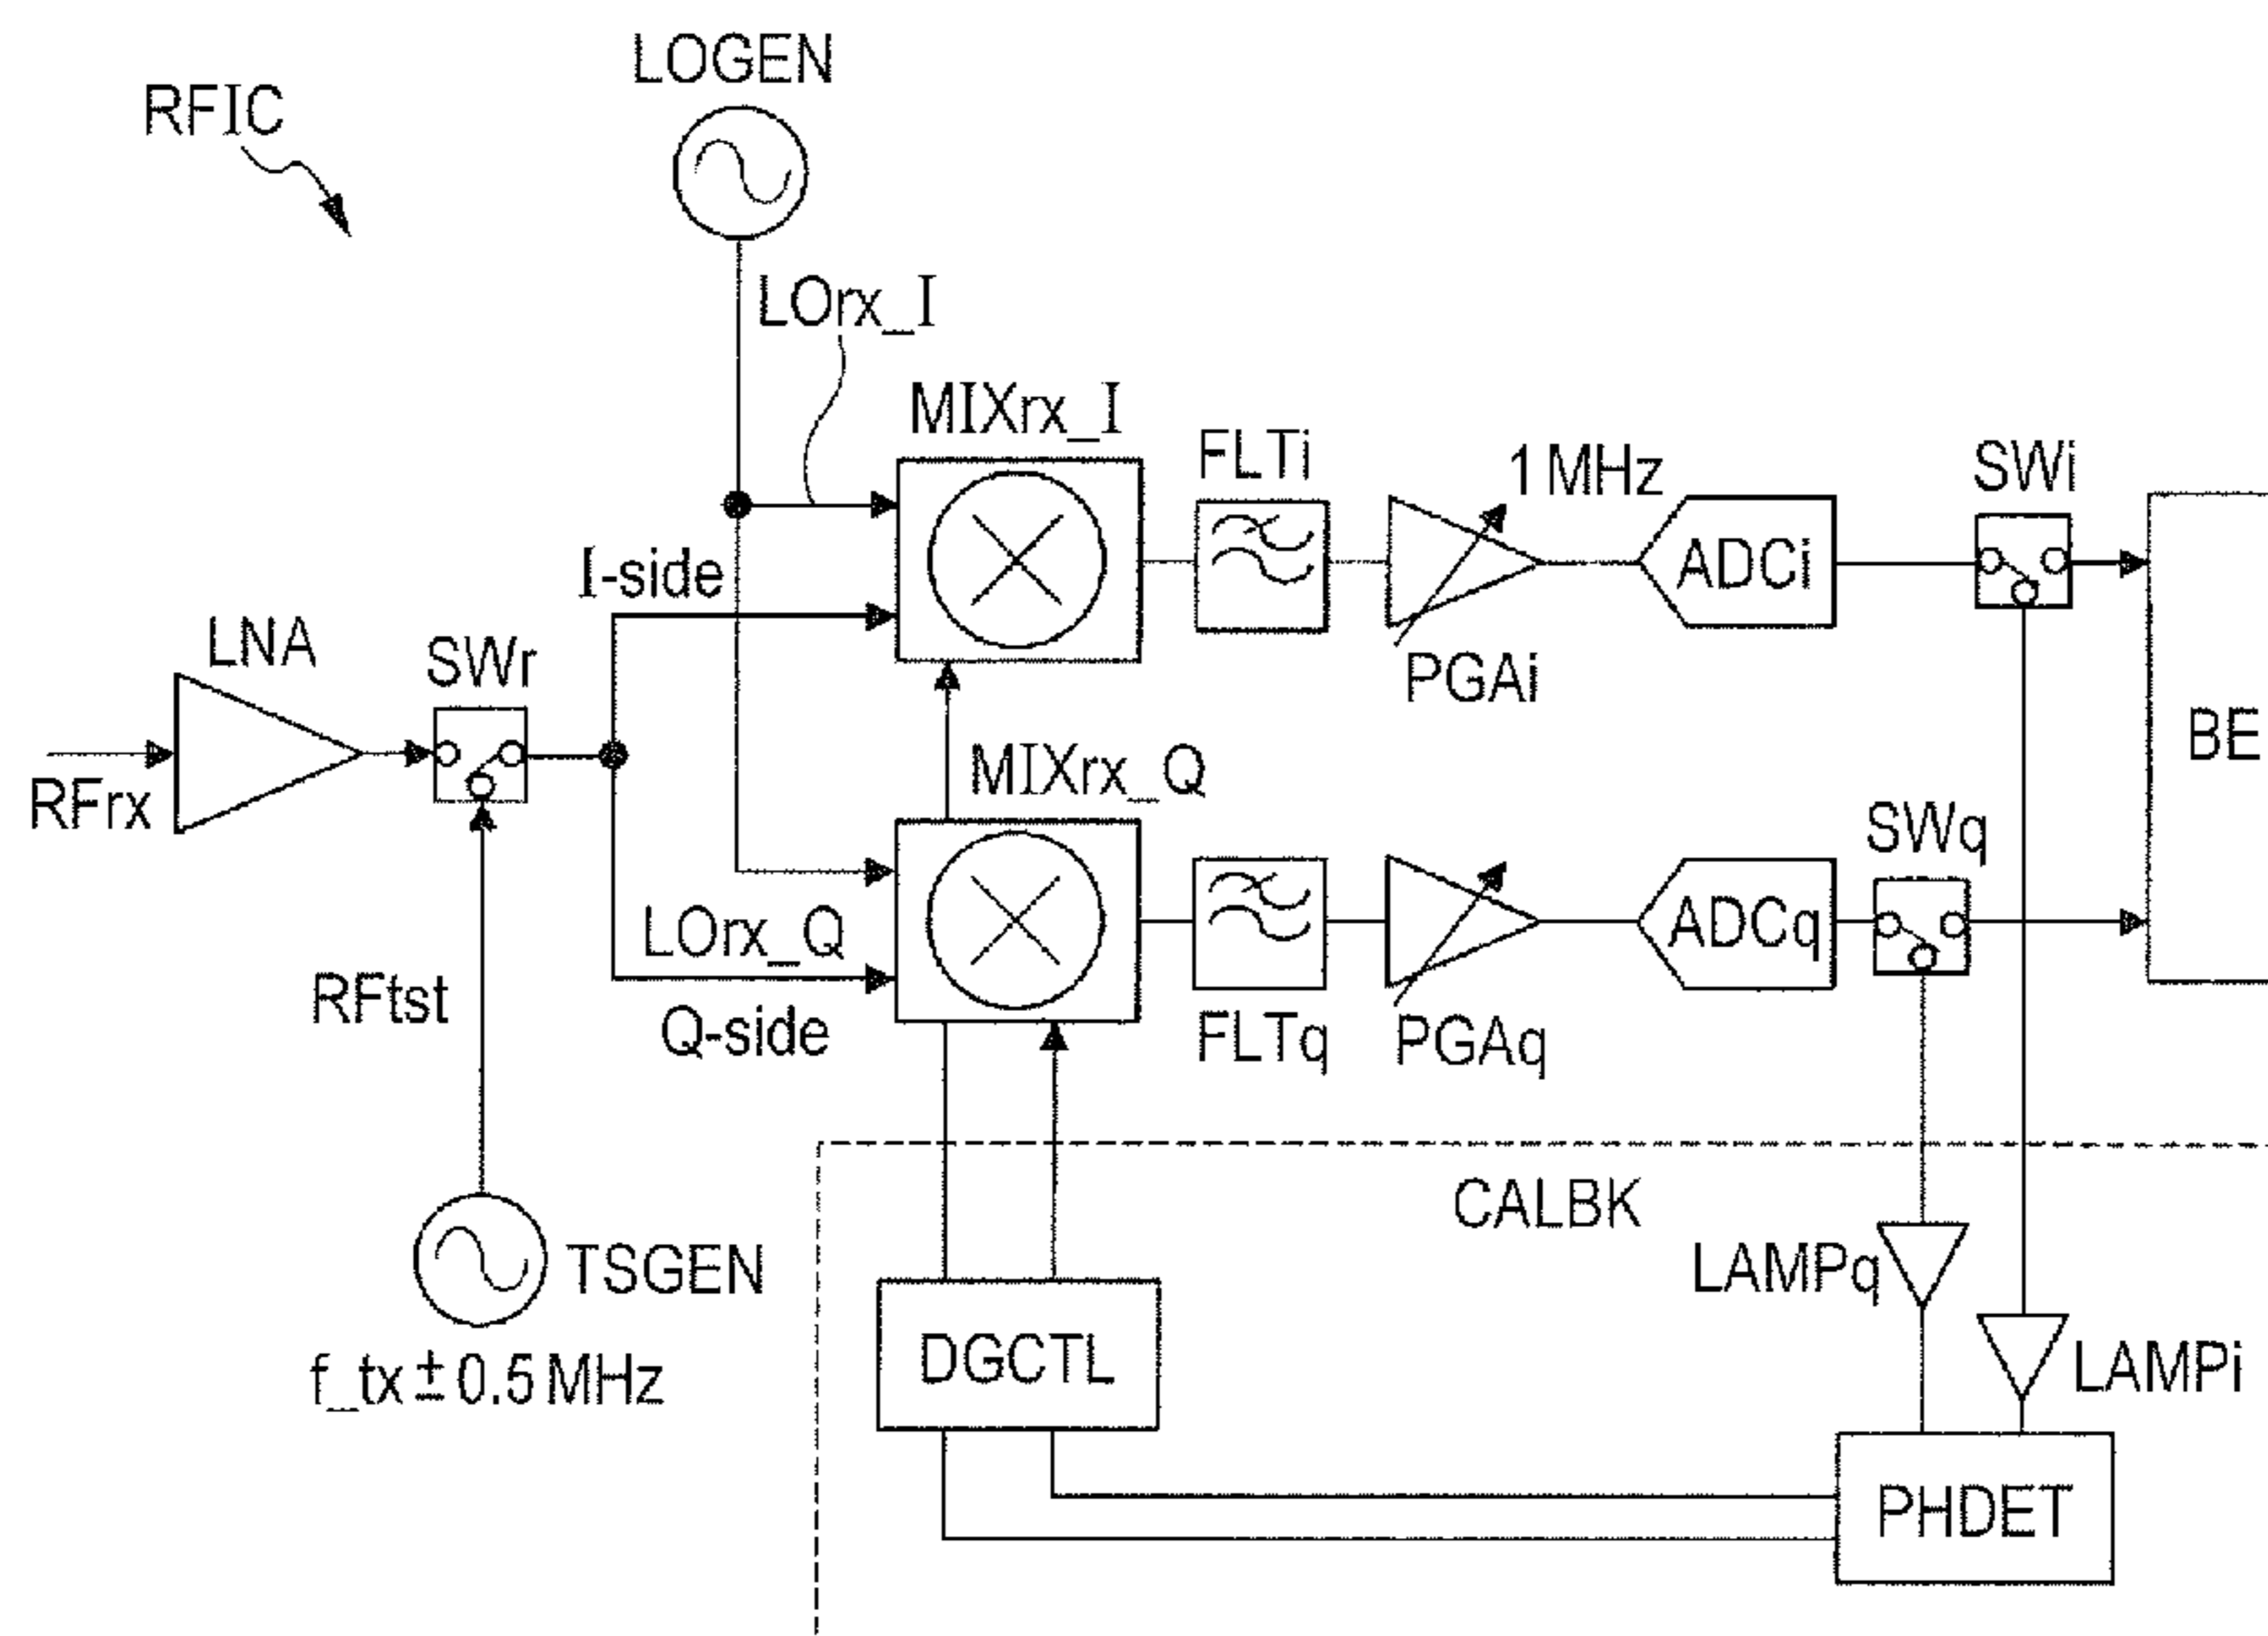 LOGEN
RFIC
LOrx_I
MIXrx_I
FLTi
1 MHz
SWi
ADCi
I-side
LNA
SWr
PGAi
BE
MIXrx_Q
RFrx
SWq
LOrx_Q
ADCq
RFtst
Q-side
FLTq
PGAq
CALBK
TSGEN
LAMPq
f_tx ± 0.5 MHz
DGCTL
LAMPi
PHDET